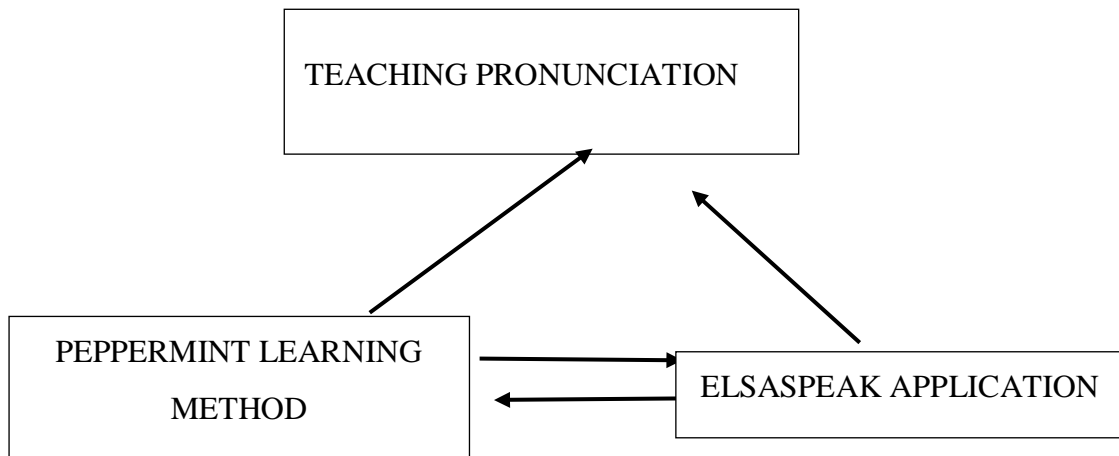 TEACHING PRONUNCIATION
PEPPERMINT LEARNING
METHOD
ELSASPEAK APPLICATION